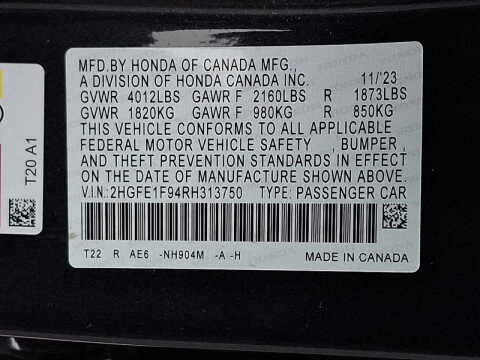 MFD.BY HONDA OF CANADA MFG.,
A DIVISION OF HONDA CANADA INC. 11/'23
GVWR 4012LBS GAWR F 2160LBS R 1873LBS
GVWR 1820KG GAWR F 980KG R 850KG
THIS VEHICLE CONFORMS TO ALL APPLICABLE
FEDERAL MOTOR VEHICLE SAFETY , BUMPER ,
AND THEFT PREVENTION STANDARDS IN EFFECT
ON THE DATE OF MANUFACTURE SHOWN ABOVE.
V.I.N: 2HGFE1F94RH313750 TYPE: PASSENGER CAR
T22 R AE6 -NH904M -A -H MADE IN CANADA
T20 A1